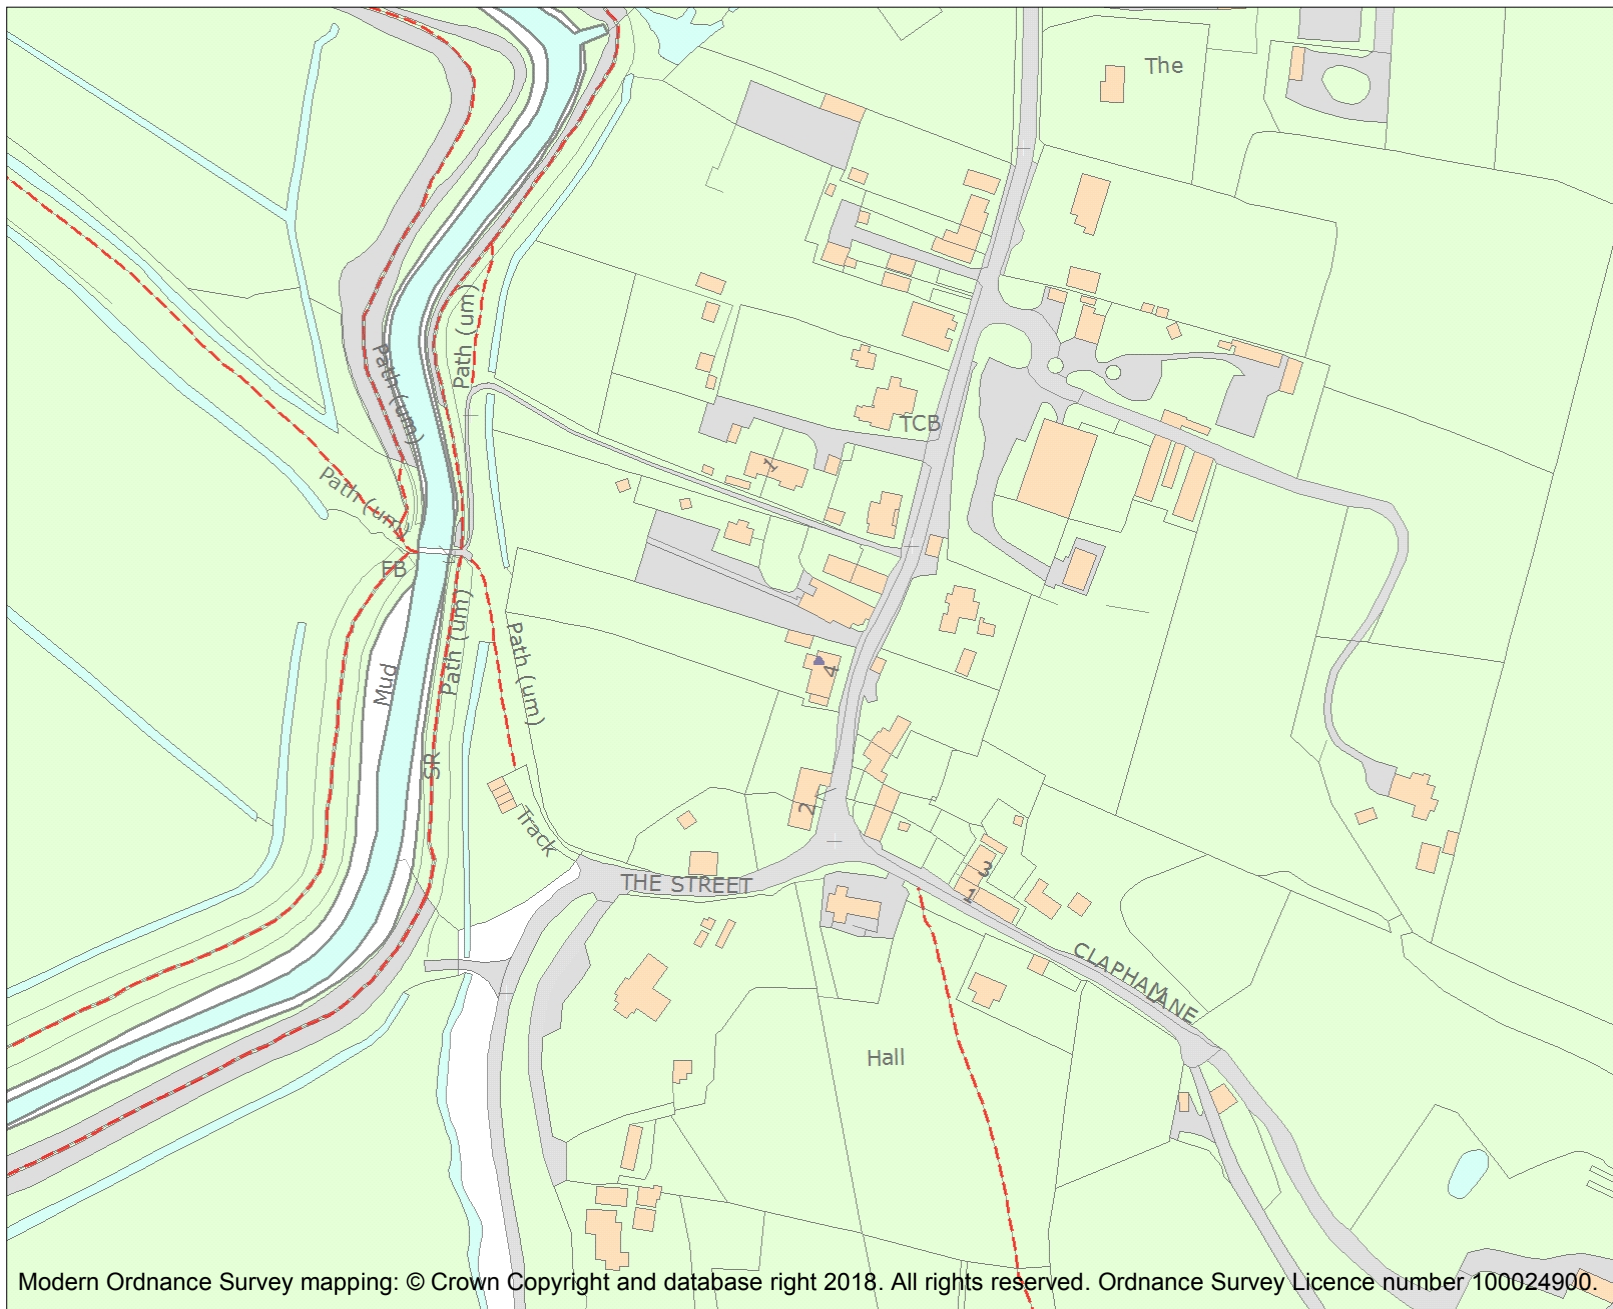 The
Path (um)
Path (um)
TCB
1
Path (um)
FB
Path (um)
Path (um)
4
Mud
SR
2
Track
3
THE STREET
1
CLAPHAM LANE
Hall
Modern Ordnance Survey mapping: © Crown Copyright and database right 2018. All rights reserved. Ordnance Survey Licence number 100024900.